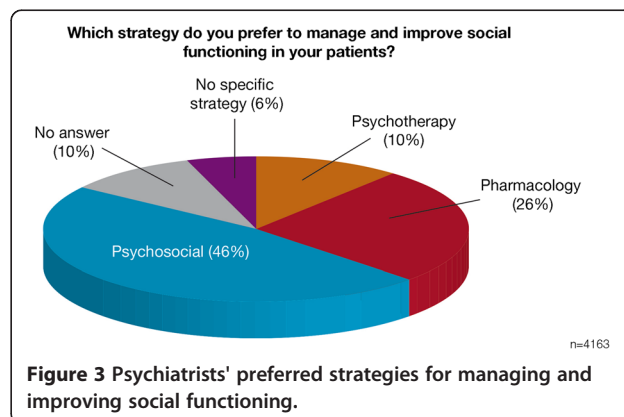 Which strategy do you prefer to manage and improve social
functioning in your patients?
No specific
strategy (6%)
No answer
(10%)
Psychotherapy
(10%)
Pharmacology
(26%)
Psychosocial (46%)
n=4163
Figure 3 Psychiatrists' preferred strategies for managing and
improving social functioning.